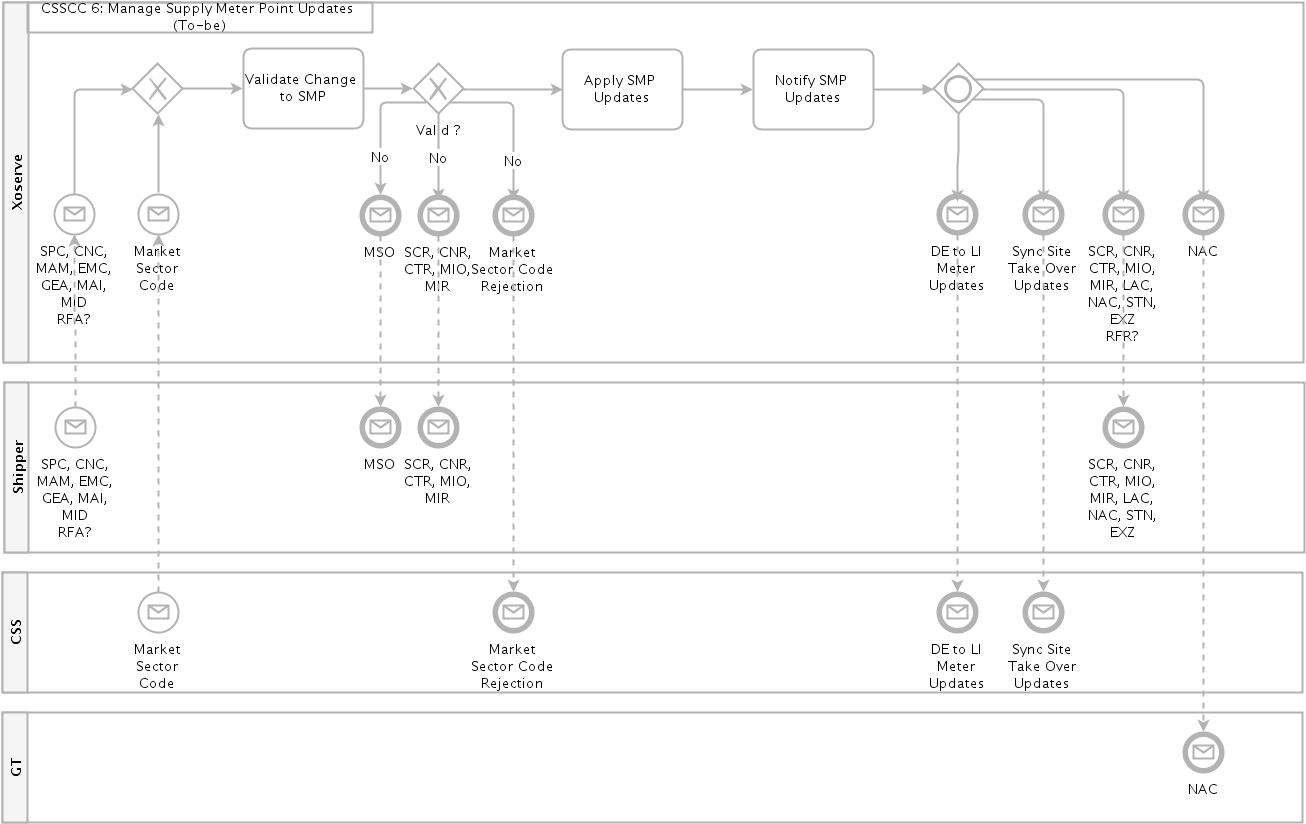 CSSCC 6: Manage Supply Meter Point Updates
(To-be)
Xoserve
Validate Change
to SMP
Valid ?
Apply SMP
Updates
Notify SMP
Updates
No
No
No
SPC, CNC,
MAM, EMC,
GEA, MAI,
MID
RFA?
Market
Sector
Code
MSO
SCR, CNR,
CTR, MIO,
MIR
Market
Sector Code
Rejection
DE to LI
Meter
Updates
Sync Site
Take Over
Updates
SCR, CNR,
CTR, MIO,
MIR, LAC,
NAC, STN,
EXZ
RFR?
NAC
Shipper
SPC, CNC,
MAM, EMC,
GEA, MAI,
MID
RFA?
MSO
SCR, CNR,
CTR, MIO,
MIR
SCR, CNR,
CTR, MIO,
MIR, LAC,
NAC, STN,
EXZ
CSS
Market
Sector
Code
Market
Sector Code
Rejection
DE to LI
Meter
Updates
Sync Site
Take Over
Updates
GT
NAC